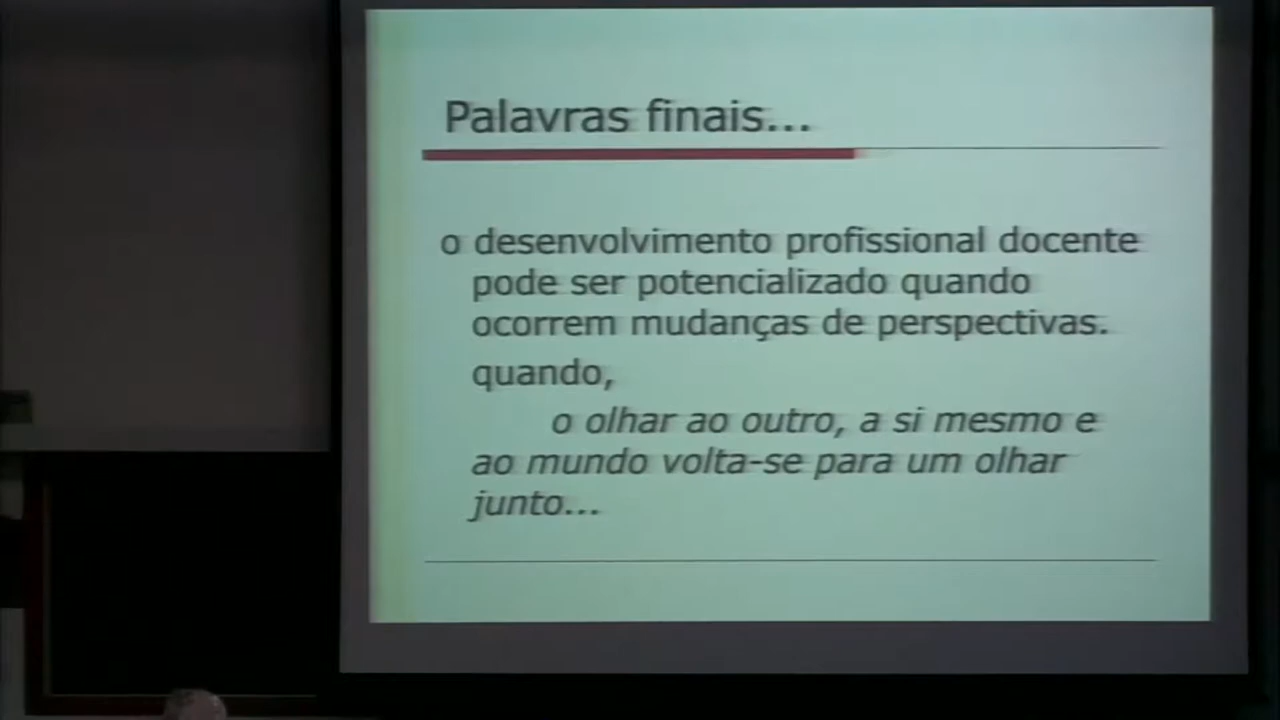 Palavras finais...
o desenvolvimento profissional docente
pode ser potencializado quando
ocorrem mudanças de perspectivas.
quando,
o olhar ao outro, a si mesmo e
ao mundo volta-se para um olhar
junto...